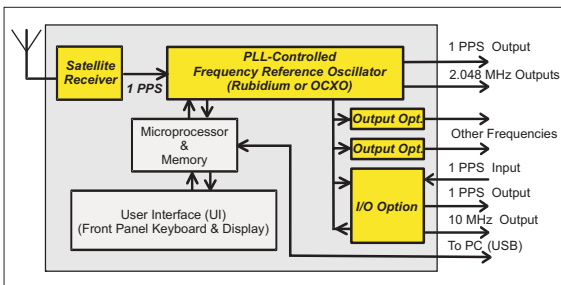 Satellite
Receiver
1 PPS
PLL-Controlled
Frequency Reference Oscillator
(Rubidium or OCXO)
1 PPS Output
2.048 MHz Outputs
Output Opt.
Output Opt.
Other Frequencies
Microprocessor
&
Memory
1 PPS Input
I/O Option
1 PPS Output
10 MHz Output
User Interface (UI)
(Front Panel Keyboard & Display)
To PC (USB)